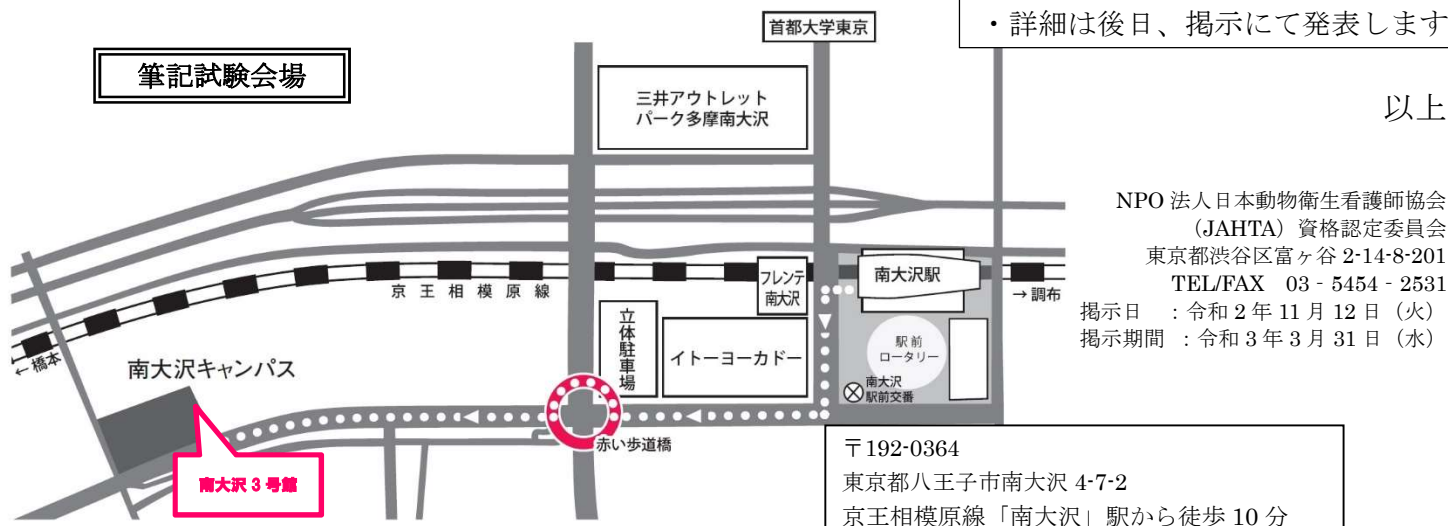 ・詳細は後日、掲示にて発表します
以上
NPO 法人日本動物衛生看護師協会
（JAHTA）資格認定委員会
東京都渋谷区富ヶ谷 2-14-8-201
TEL/FAX　03‐5454‐2531
掲示日　：令和 2 年 11 月 12 日（火）
掲示期間　：令和 3 年 3 月 31 日（水）
筆記試験会場
首都大学東京
三井アウトレット
パーク多摩南大沢
京王相模原線
フレンテ
南大沢
南大沢駅
→調布
←橋本
立体駐車場
イトーヨーカドー
駅前
ロータリー
南大沢
駅前交番
南大沢キャンパス
赤い歩道橋
南大沢 3 号館
〒192-0364
東京都八王子市南大沢 4-7-2
京王相模原線「南大沢」駅から徒歩 10 分